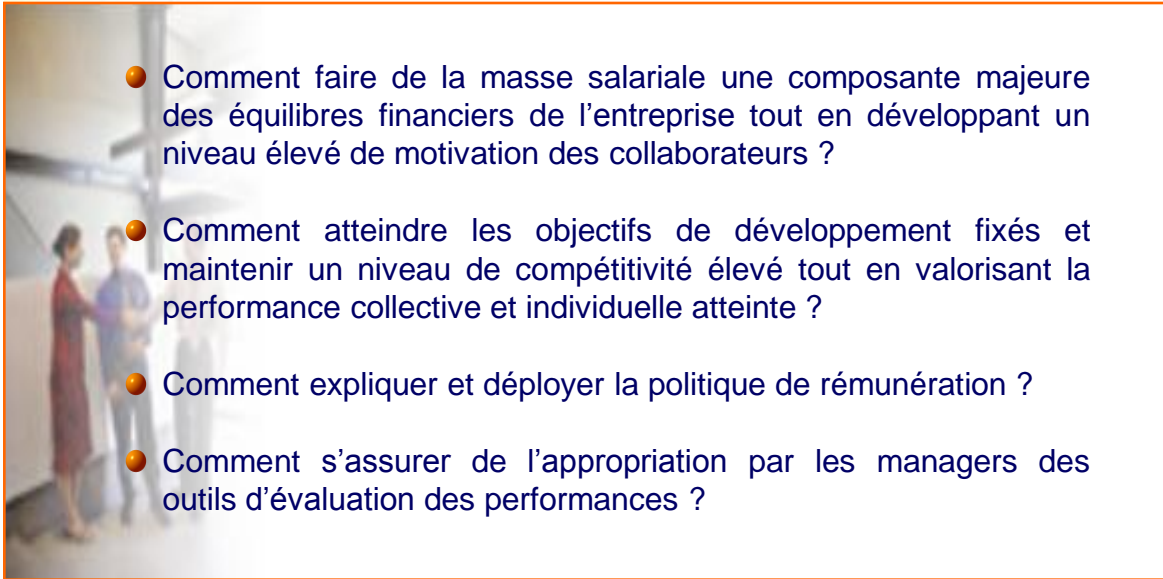 Comment faire de la masse salariale une composante majeure
des équilibres financiers de l’entreprise tout en développant un
niveau élevé de motivation des collaborateurs ?
Comment atteindre les objectifs de développement fixés et
maintenir un niveau de compétitivité élevé tout en valorisant la
performance collective et individuelle atteinte ?
Comment expliquer et déployer la politique de rémunération ?
Comment s’assurer de l’appropriation par les managers des
outils d’évaluation des performances ?